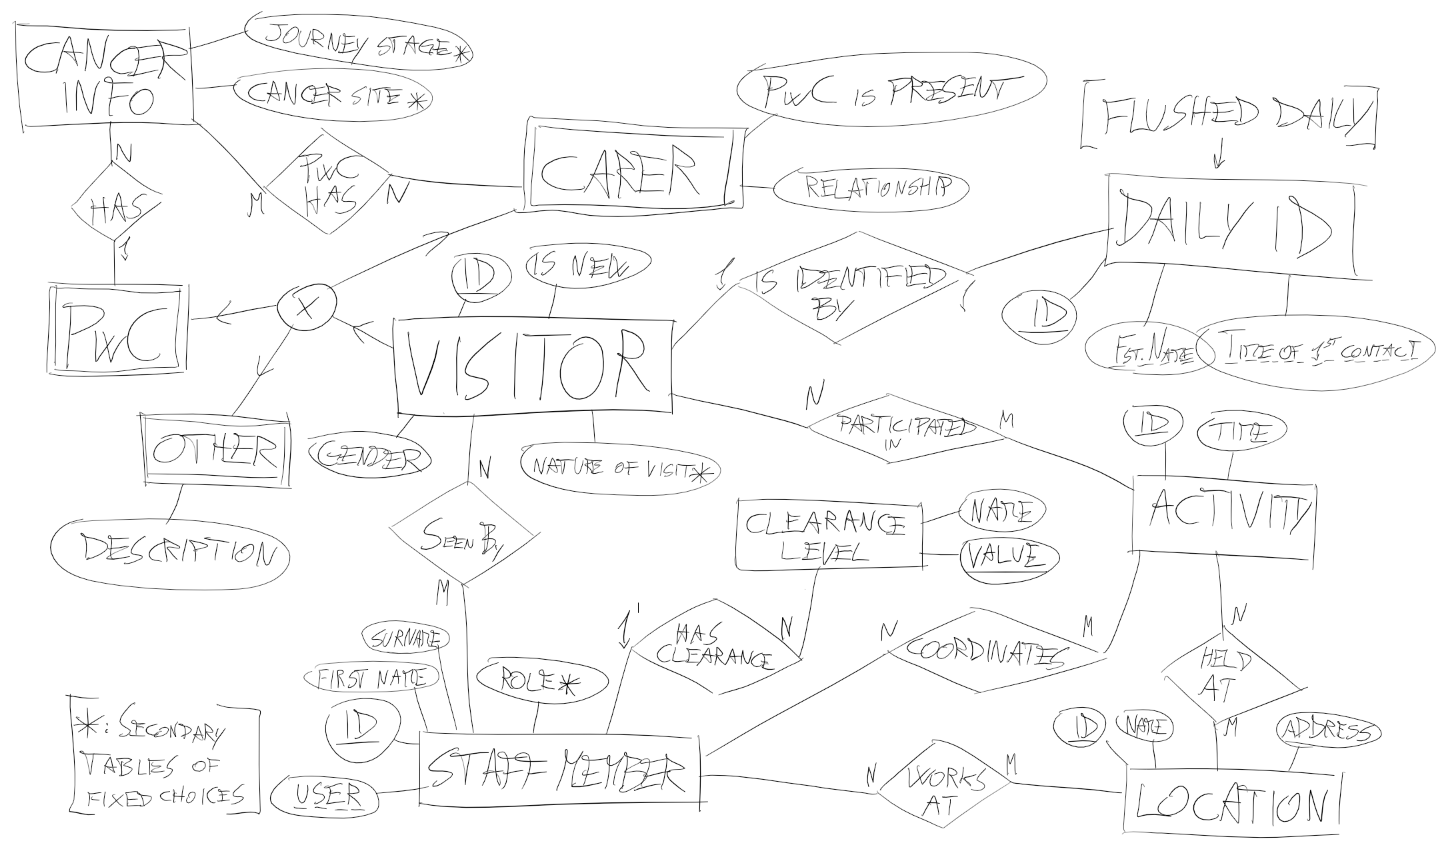 JOURNEY STAGE*
CANCER
INFO
CANCER SITE*
PwC IS PRESENT
[FLUSHED DAILY]
N
HAS
1
PwC
HAS
M
N
CARER
RELATIONSHIP
DAILY ID
ID
IS NEW
1
IS IDENTIFIED
BY
1
ID
FST. NAME
TIME OF 1ST CONTACT
X
PwC
VISITOR
OTHER
GENDER
NATURE OF VISIT*
N
PARTICIPATED
IN
M
ID
TIME
ACTIVITY
DESCRIPTION
N
SEEN BY
M
CLEARANCE
LEVEL
NAME
VALUE
1
HAS
CLEARANCE
N
N
COORDINATES
M
N
HELD
AT
M
SURNAME
FIRST NAME
ROLE*
ID
USER
STAFF MEMBER
N
WORKS
AT
M
ID
NAME
ADDRESS
LOCATION
*: SECONDARY
TABLES OF
FIXED CHOICES